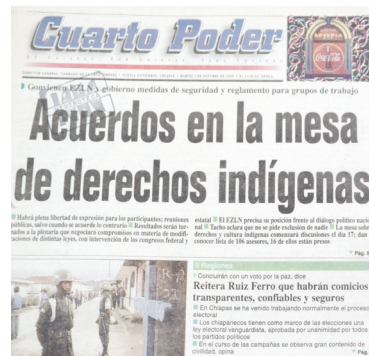 Cuarto Poder
Convienen EZLN y gobierno medidas de seguridad y reglamento para grupos de trabajo
Acuerdos en la mesa
de derechos indígenas
Habrá plena libertad de expresión para los participantes; reuniones
públicas, salvo cuando se acuerde lo contrario Resultados serán tur-
nados a la plenaria que negociará compromisos en materia de modifi-
caciones de distintas leyes, con intervención de los congresos federal y
estatal El EZLN precisa su posición frente al diálogo político nacio
nal Tacho aclara que no se pide exclusión de nadie La mesa sobr
derechos y cultura indígenas comenzará discusiones el día 17; dan
conocer lista de 106 asesores, 16 de ellos están presos
Pág. 5
Regiones
Concluirán con un voto por la paz, dice
Reitera Ruiz Ferro que habrán comicios
transparentes, confiables y seguros
En Chiapas se ha venido trabajando normalmente el proceso
electoral
Los chiapanecos tienen como marco de las elecciones una
ley electoral vanguardista, aprobada por unanimidad por todos
los partidos políticos
En el curso de las campañas se observa gran contenido de
civilidad, opina
Pág.
Coca-Cola